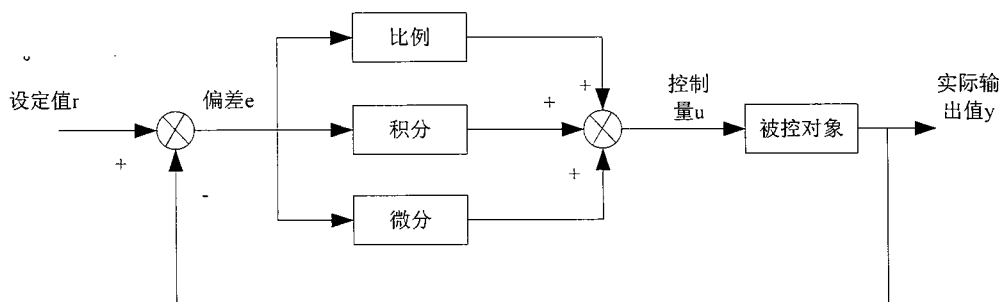 比例
设定值r
偏差e
积分
控制
量u
被控对象
实际输
出值y
微分
+
-
+
+
+